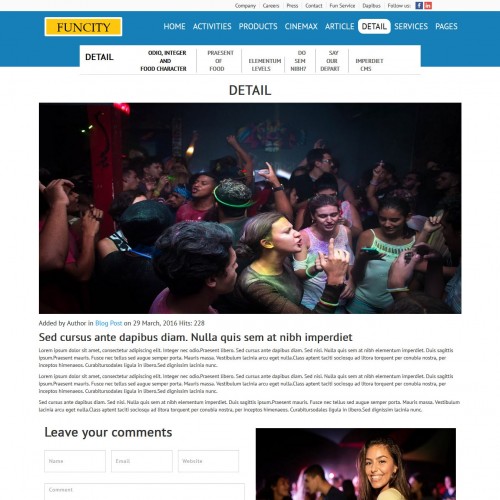 Company Careers Press Contact Fun Service Dapibus Follow us:
FUNCITY
HOME ACTIVITIES PRODUCTS CINEMAX ARTICLE DETAIL SERVICES PAGES
DETAIL
ODIO, INTEGER
AND
FOOD CHARACTER
PRAESENT
OF
FOOD
ELEMENTUM
LEVELS
DO
SEM
NIBH?
SAY
OUR
DEPART
IMPERDIET
CMS
DETAIL
Added by Author in Blog Post on 29 March, 2016 Hits: 228
Sed cursus ante dapibus diam. Nulla quis sem at nibh imperdiet
Lorem ipsum dolor sit amet, consectetur adipiscing elit. Integer nec odio.Praesent libero. Sed cursus ante dapibus diam. Sed nisi. Nulla quis sem at nibh elementum imperdiet. Duis sagittis
ipsum.Praesent mauris. Fusce nec tellus sed augue semper porta. Mauris massa. Vestibulum lacinia arcu eget nulla.Class aptent taciti sociosqu ad litora torquent per conubia nostra, per
inceptos himenaeos. Curabitursodales ligula in libero.Sed dignissim lacinia nunc.
Lorem ipsum dolor sit amet, consectetur adipiscing elit. Integer nec odio.Praesent libero. Sed cursus ante dapibus diam. Sed nisi. Nulla quis sem at nibh elementum imperdiet. Duis sagittis
ipsum.Praesent mauris. Fusce nec tellus sed augue semper porta. Mauris massa. Vestibulum lacinia arcu eget nulla.Class aptent taciti sociosqu ad litora torquent per conubia nostra, per
inceptos himenaeos. Curabitursodales ligula in libero.Sed dignissim lacinia nunc.
Sed cursus ante dapibus diam. Sed nisi. Nulla quis sem at nibh elementum imperdiet. Duis sagittis ipsum.Praesent mauris. Fusce nec tellus sed augue semper porta. Mauris massa. Vestibulum
lacinia arcu eget nulla.Class aptent taciti sociosqu ad litora torquent per conubia nostra, per inceptos himenaeos. Curabitursodales ligula in libero.Sed dignissim lacinia nunc.
Leave your comments
Name Email Website
Comment